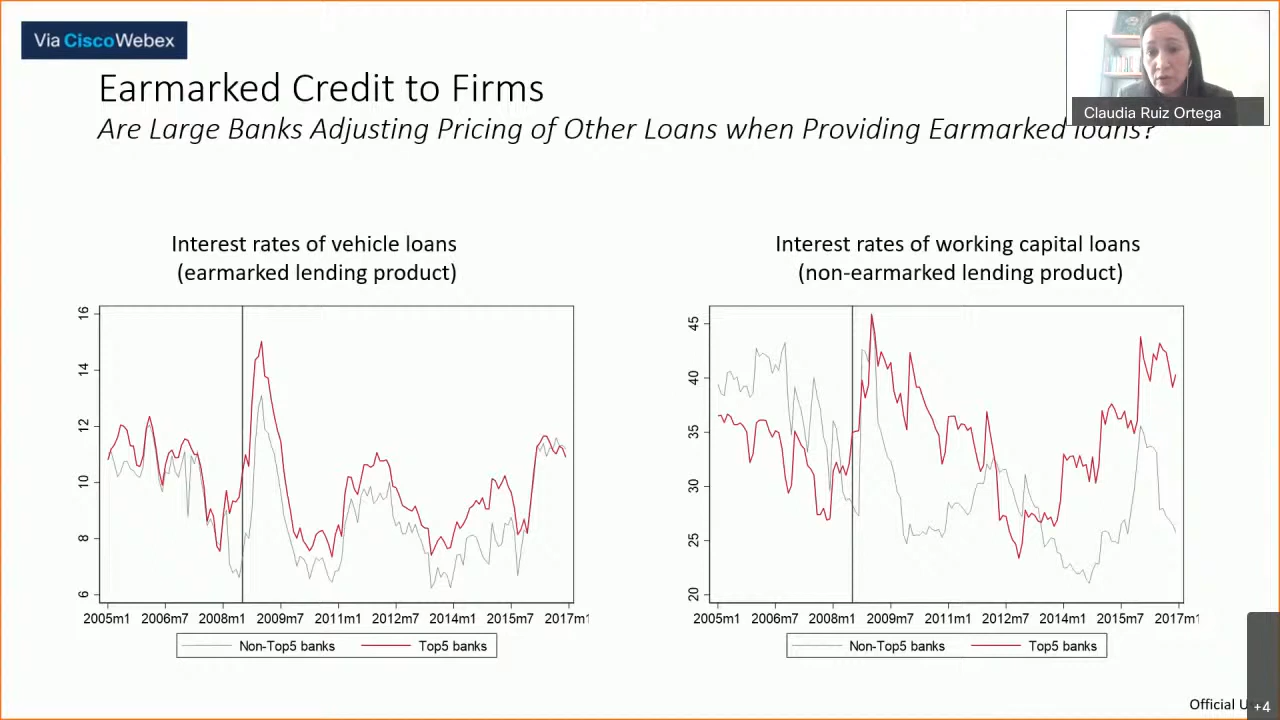 Via CiscoWebex
Claudia Ruiz Ortega
Earmarked Credit to Firms
Are Large Banks Adjusting Pricing of Other Loans when Providing Earmarked loans?
Interest rates of vehicle loans
(earmarked lending product)
16
14
12
10
8
6
2005m1 2006m7 2008m1 2009m7 2011m1 2012m7 2014m1 2015m7 2017m1
Non-Top5 banks Top5 banks
Interest rates of working capital loans
(non-earmarked lending product)
45
40
35
30
25
20
2005m1 2006m7 2008m1 2009m7 2011m1 2012m7 2014m1 2015m7 2017m1
Non-Top5 banks Top5 banks
Official U
+4